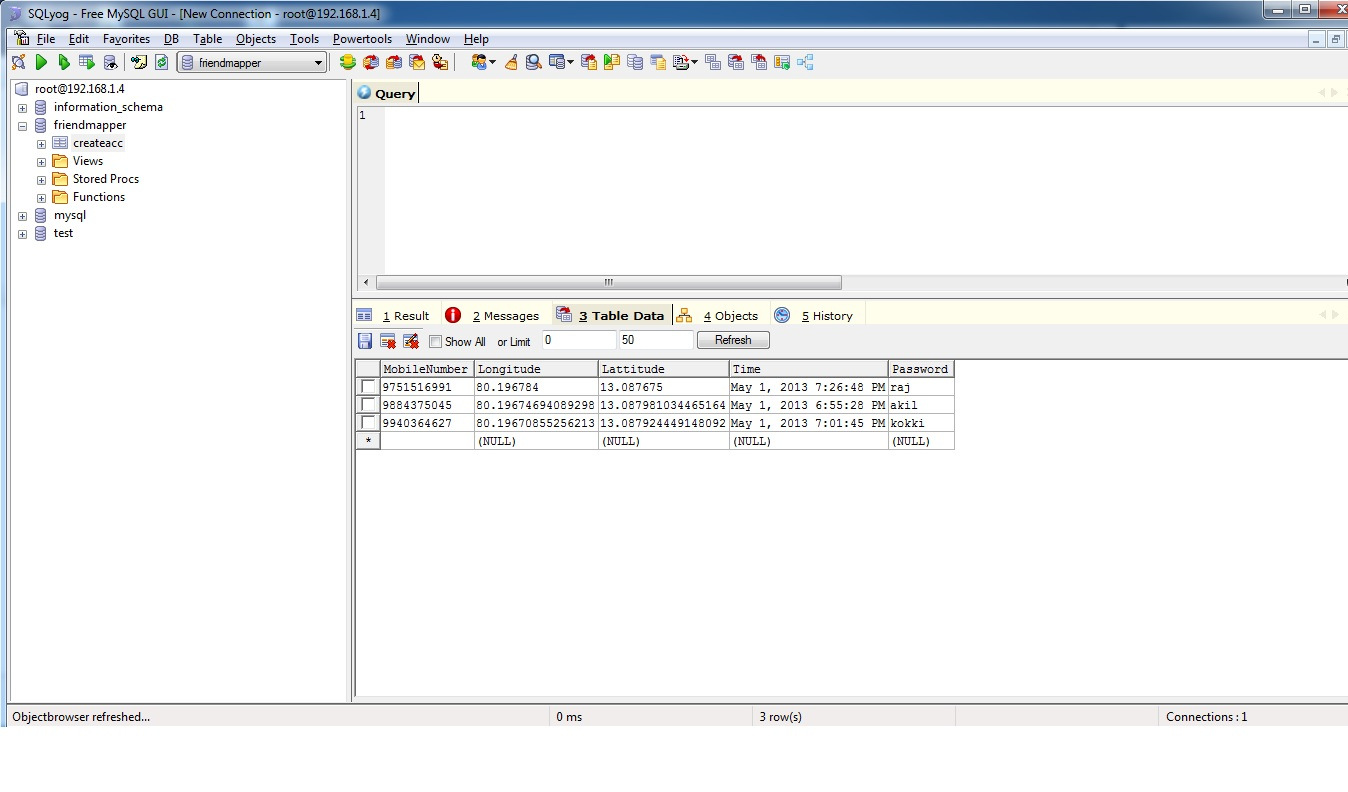 SQLyog - Free MySQL GUI - [New Connection - root@192.168.1.4]
File Edit Favorites DB Table Objects Tools Powertools Window Help
friendmapper
root@192.168.1.4
information_schema
friendmapper
createacc
Views
Stored Procs
Functions
mysql
test
Query
1
1 Result 2 Messages 3 Table Data 4 Objects 5 History
Show All or Limit 0 50 Refresh
MobileNumber Longitude Lattitude Time Password
9751516991 80.196784 13.087675 May 1, 2013 7:26:48 PM raj
9884375045 80.19674694089298 13.087981034465164 May 1, 2013 6:55:28 PM akil
9940364627 80.19670855256213 13.087924449148092 May 1, 2013 7:01:45 PM kokki
* (NULL) (NULL) (NULL) (NULL)
Objectbrowser refreshed... 0 ms 3 row(s) Connections : 1